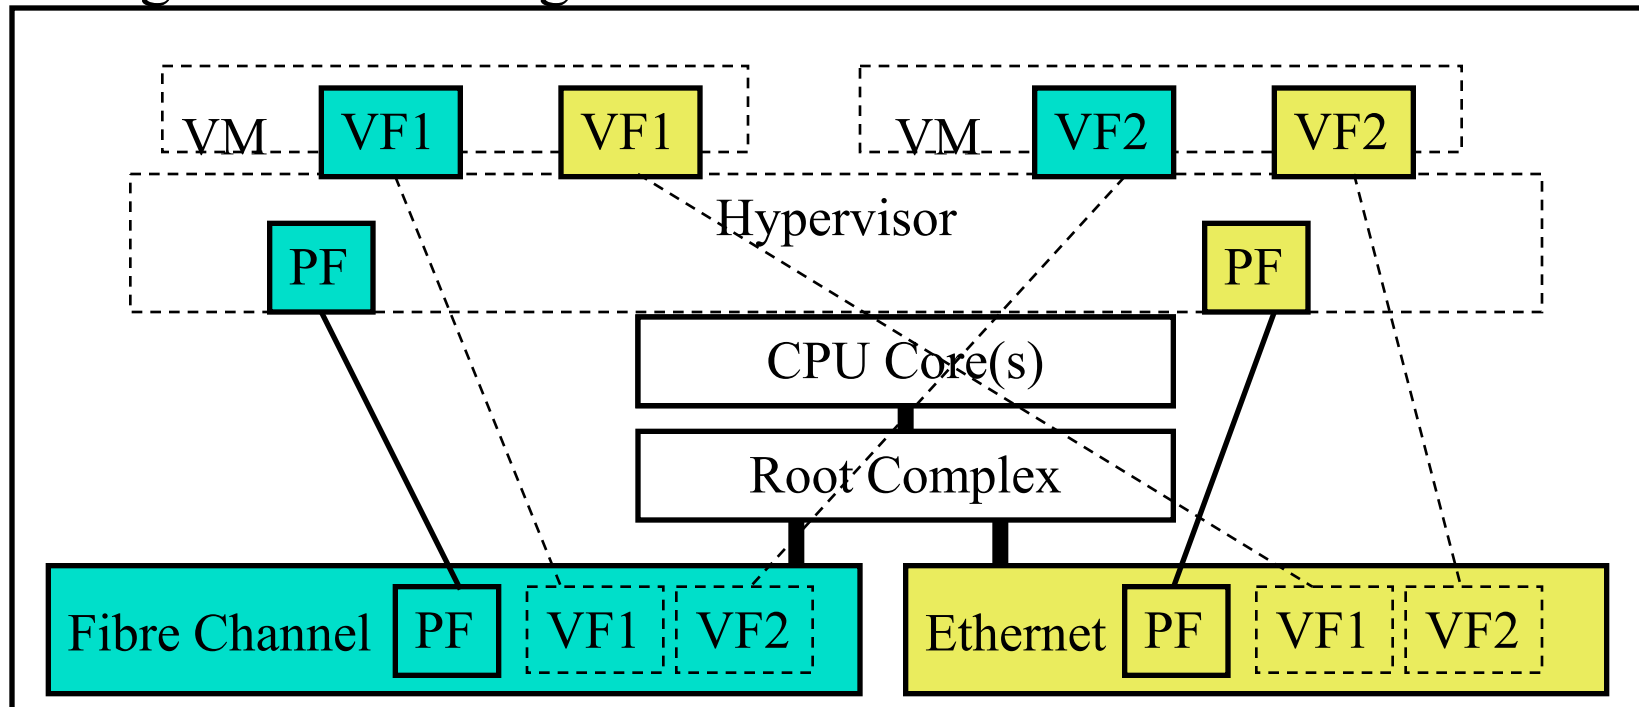 VM VF1 VF1 VM VF2 VF2
Hypervisor
PF PF
CPU Core(s)
Root Complex
Fibre Channel PF VF1 VF2 Ethernet PF VF1 VF2